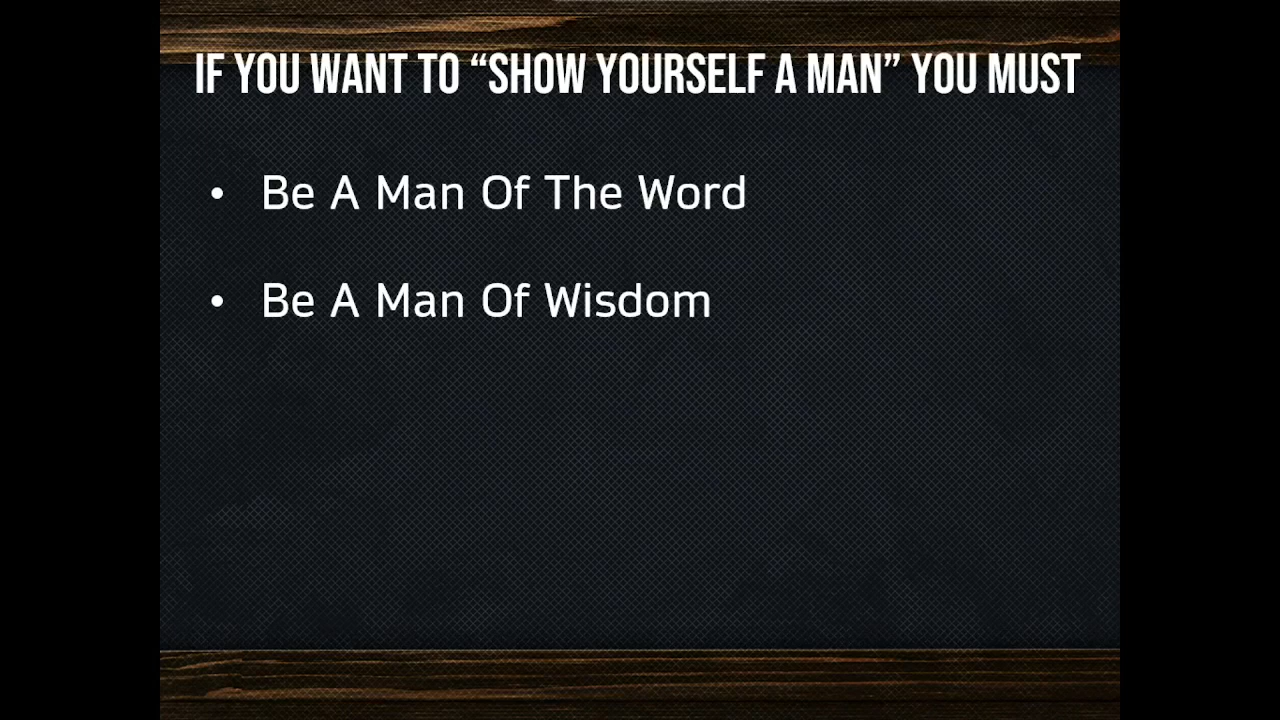 IF YOU WANT TO “SHOW YOURSELF A MAN” YOU MUST
• Be A Man Of The Word
• Be A Man Of Wisdom